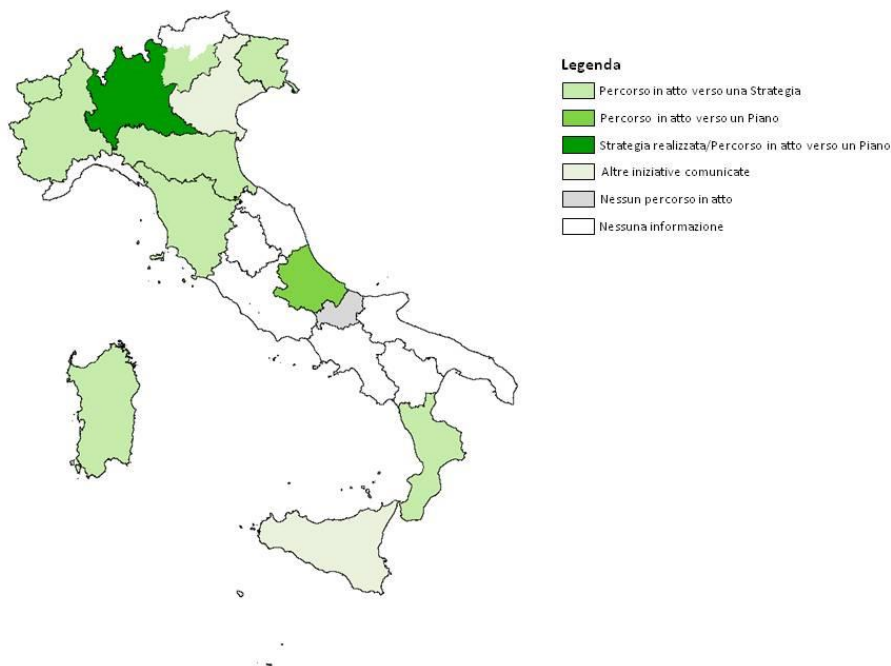 Legenda
Percorso in atto verso una Strategia
Percorso in atto verso un Piano
Strategia realizzata/Percorso in atto verso un Piano
Altre iniziative comunicate
Nessun percorso in atto
Nessuna informazione